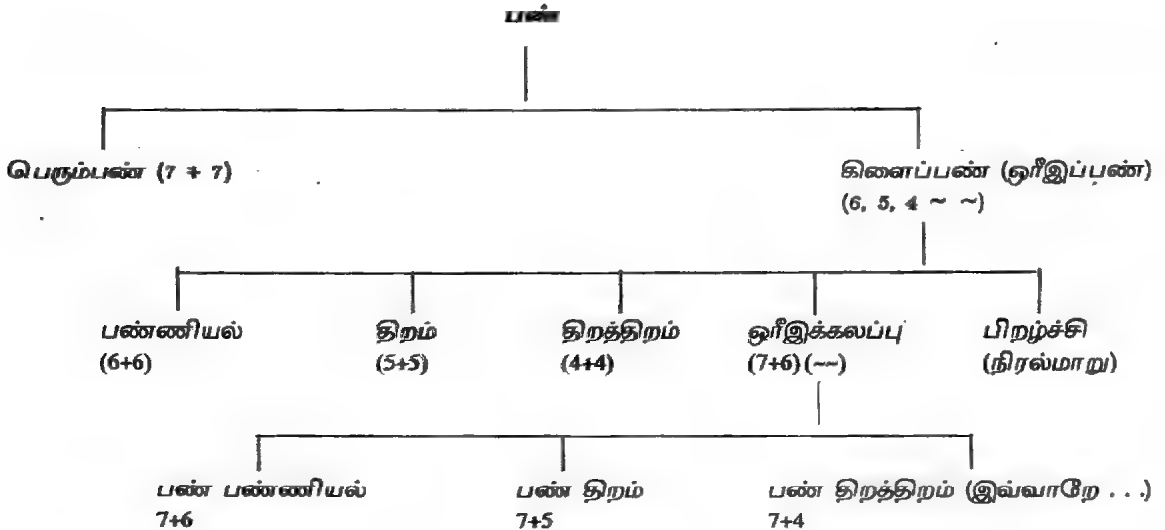 பண்
பெரும்பண் (7 + 7)
கிளைப்பண் (ஒரீஇப்பண்)
(6, 5, 4 ~ ~)
பண்ணியல் திறம் திறத்திறம் ஒரீஇக்கலப்பு பிறழ்ச்சி
(6+6) (5+5) (4+4) (7+6) (~~) (நிரல்மாறு)
பண் பண்ணியல் பண் திறம் பண் திறத்திறம் (இவ்வாறே . . .)
7+6 7+5 7+4